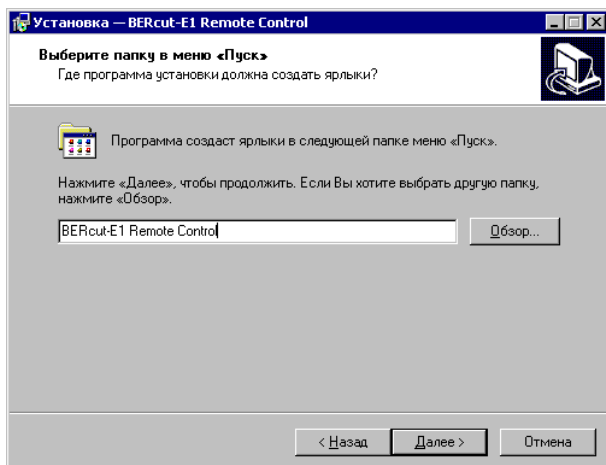 Установка — BERcut-E1 Remote Control
Выберите папку в меню «Пуск»
Где программа установки должна создать ярлыки?
Программа создаст ярлыки в следующей папке меню «Пуск».
Нажмите «Далее», чтобы продолжить. Если Вы хотите выбрать другую папку,
нажмите «Обзор».
BERcut-E1 Remote Control
Обзор...
< Назад
Далее >
Отмена